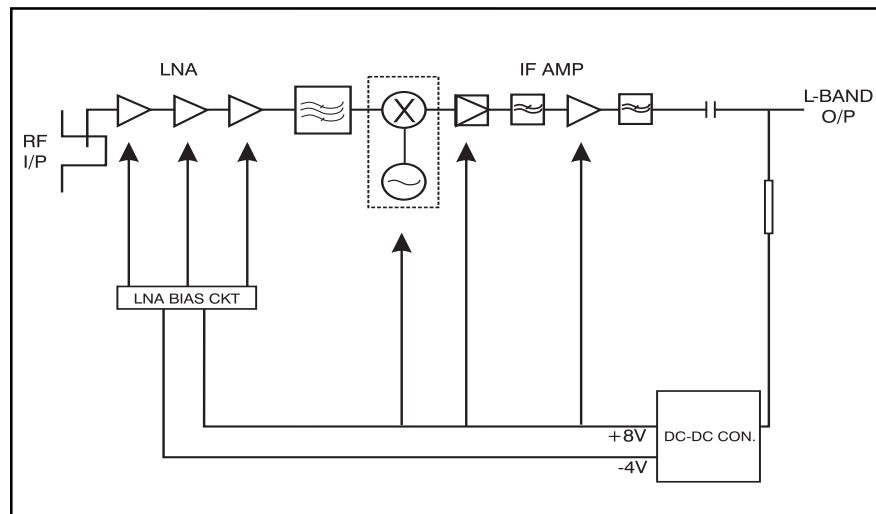 LNA
IF AMP
L-BAND
O/P
RF
I/P
X
LNA BIAS CKT
+8V
DC-DC CON.
-4V